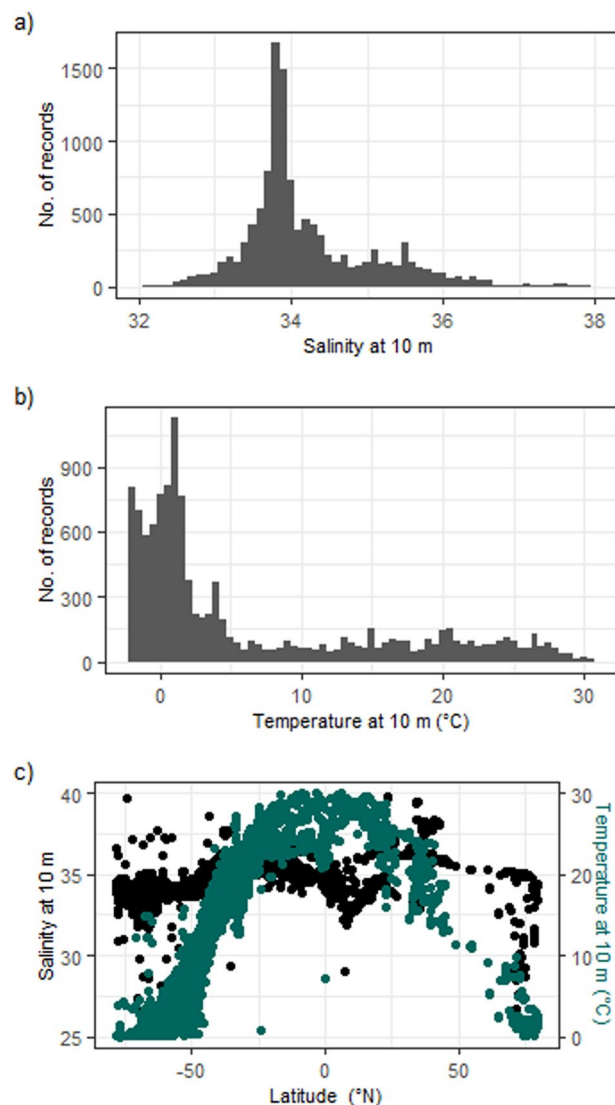 a)
No. of records
1500
1000
500
0
32 34 36 38
Salinity at 10 m
b)
No. of records
900
600
300
0
0 10 20 30
Temperature at 10 m (°C)
c)
Salinity at 10 m
40
35
30
25
30
20
10
0
Temperature at 10 m (°C)
-50 0 50
Latitude (°N)